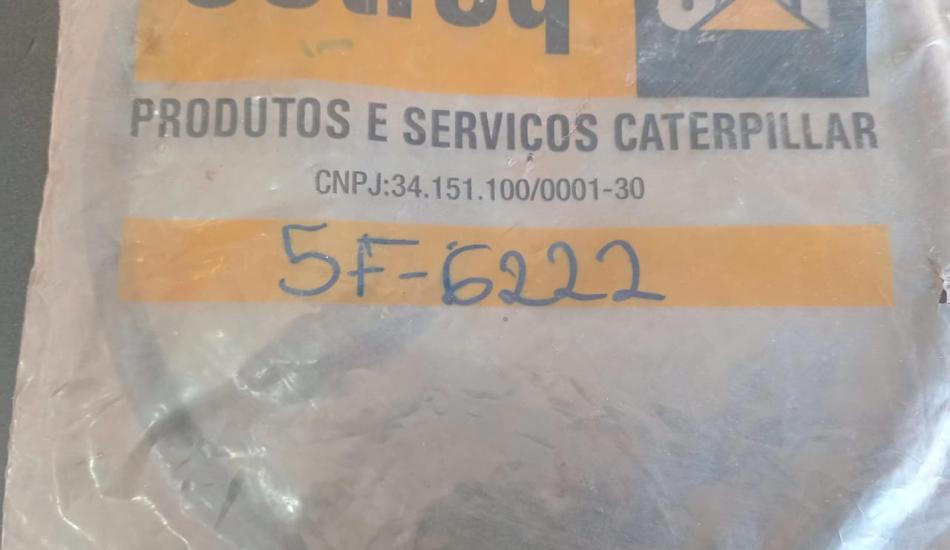 PRODUTOS E SERVIÇOS CATERPILLAR
CNPJ:34.151.100/0001-30
5F-6222